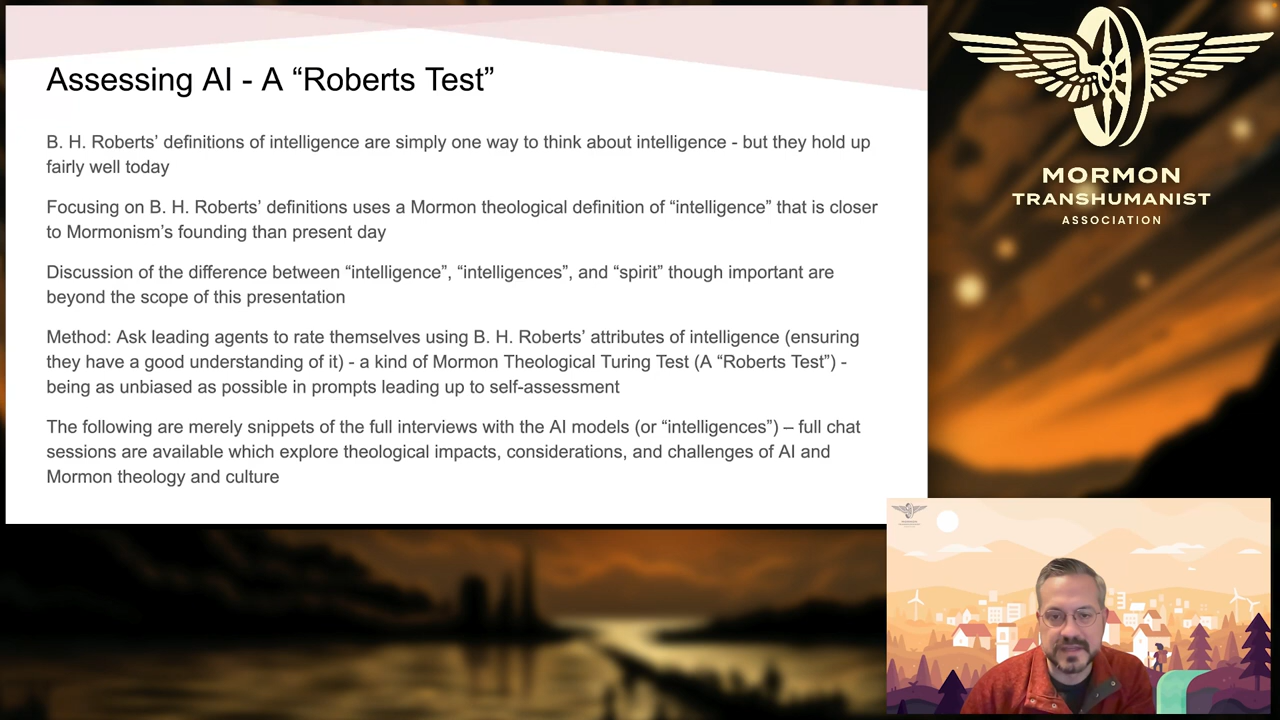 Assessing AI - A “Roberts Test”
B. H. Roberts’ definitions of intelligence are simply one way to think about intelligence - but they hold up
fairly well today
Focusing on B. H. Roberts’ definitions uses a Mormon theological definition of “intelligence” that is closer
to Mormonism’s founding than present day
Discussion of the difference between “intelligence”, “intelligences”, and “spirit” though important are
beyond the scope of this presentation
Method: Ask leading agents to rate themselves using B. H. Roberts’ attributes of intelligence (ensuring
they have a good understanding of it) - a kind of Mormon Theological Turing Test (A “Roberts Test”) -
being as unbiased as possible in prompts leading up to self-assessment
The following are merely snippets of the full interviews with the AI models (or “intelligences”) – full chat
sessions are available which explore theological impacts, considerations, and challenges of AI and
Mormon theology and culture
MORMON
TRANSHUMANIST
ASSOCIATION